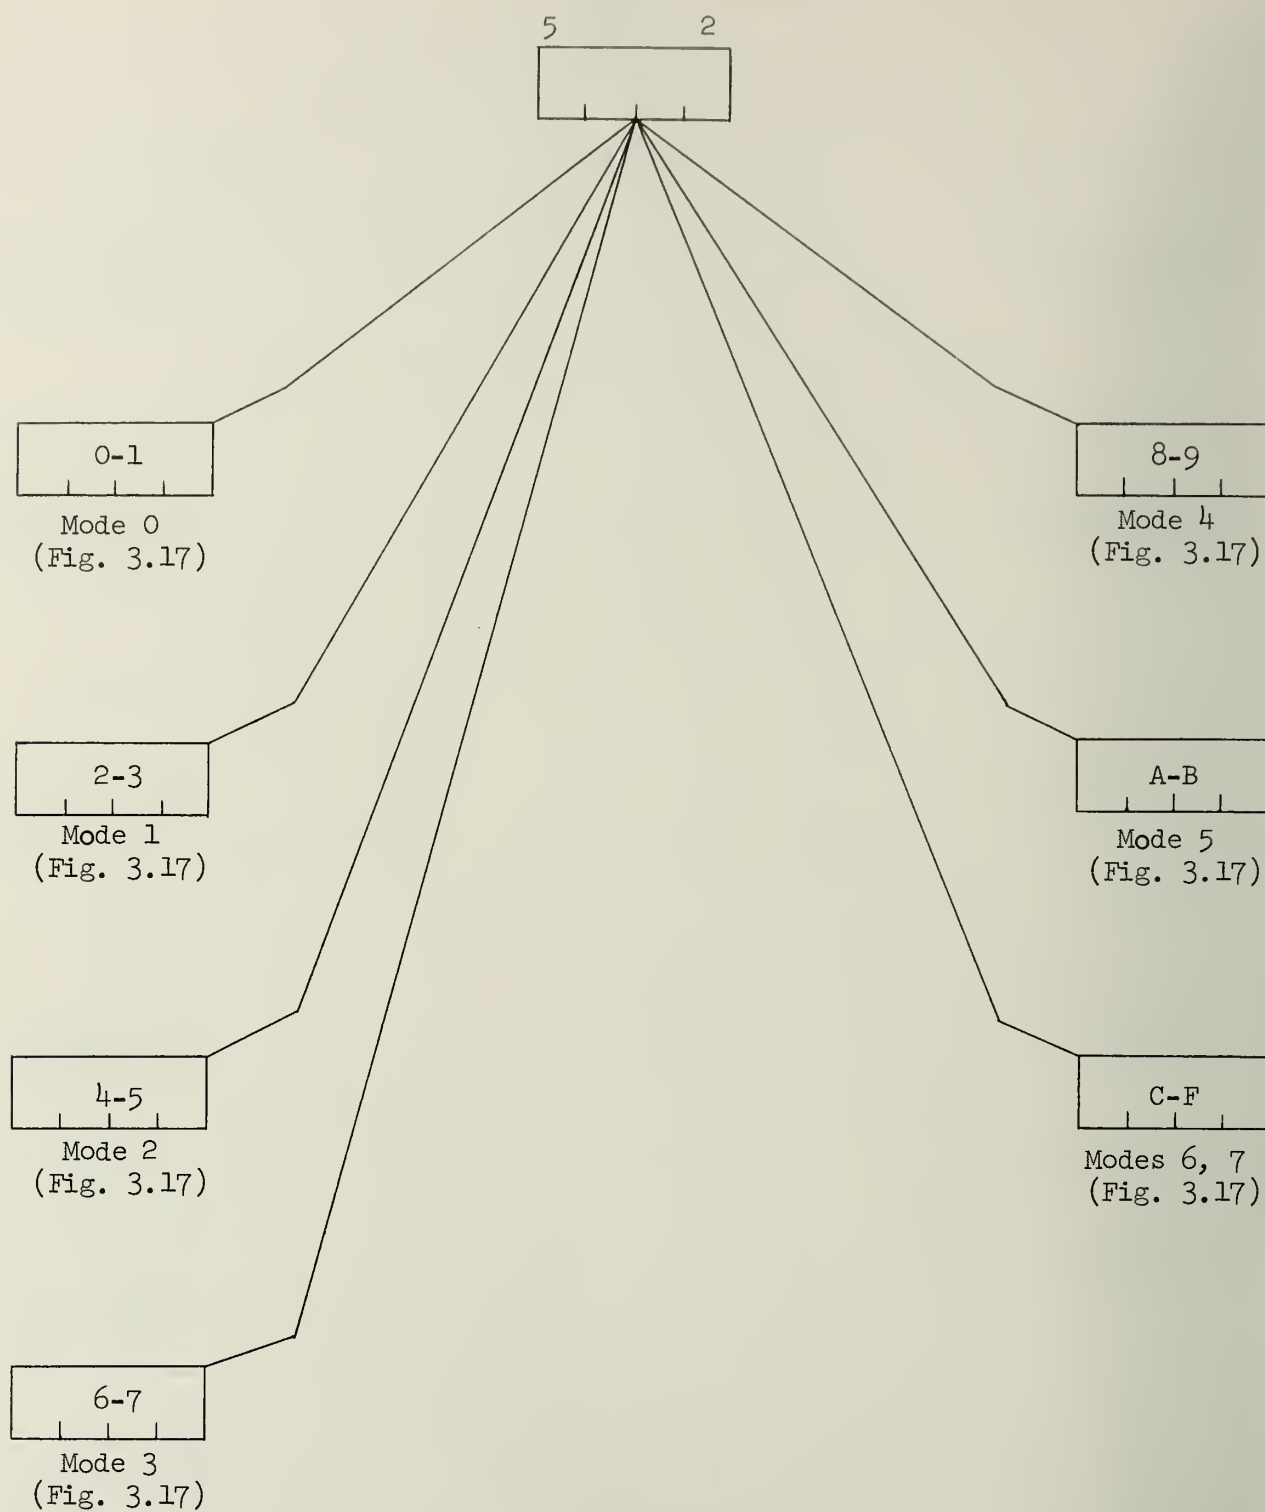 5 2
0-1
Mode 0
(Fig. 3.17)
2-3
Mode 1
(Fig. 3.17)
4-5
Mode 2
(Fig. 3.17)
6-7
Mode 3
(Fig. 3.17)
8-9
Mode 4
(Fig. 3.17)
A-B
Mode 5
(Fig. 3.17)
C-F
Modes 6, 7
(Fig. 3.17)